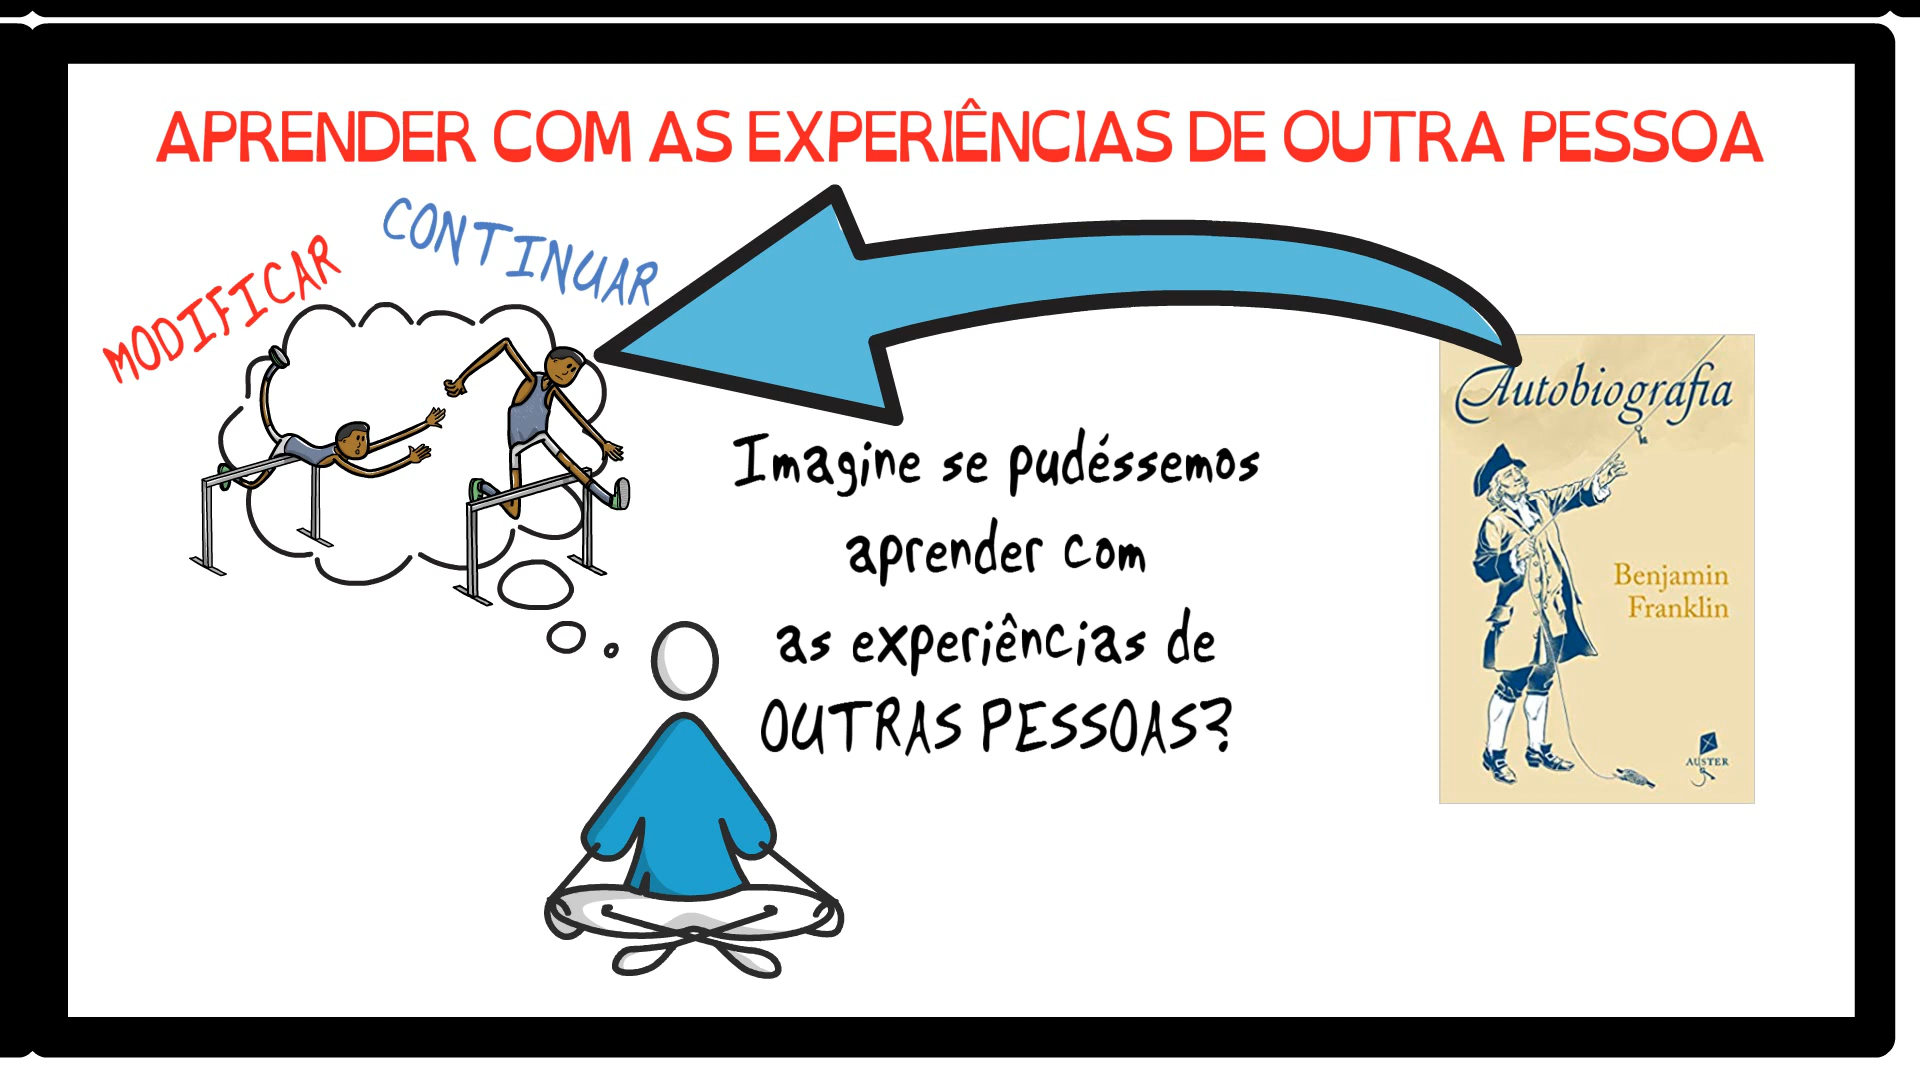 APRENDER COM AS EXPERIÊNCIAS DE OUTRA PESSOA
MODIFICAR
CONTINUAR
Imagine se pudéssemos
aprender com
as experiências de
OUTRAS PESSOAS?
Autobiografia
Benjamin
Franklin
AUSTER